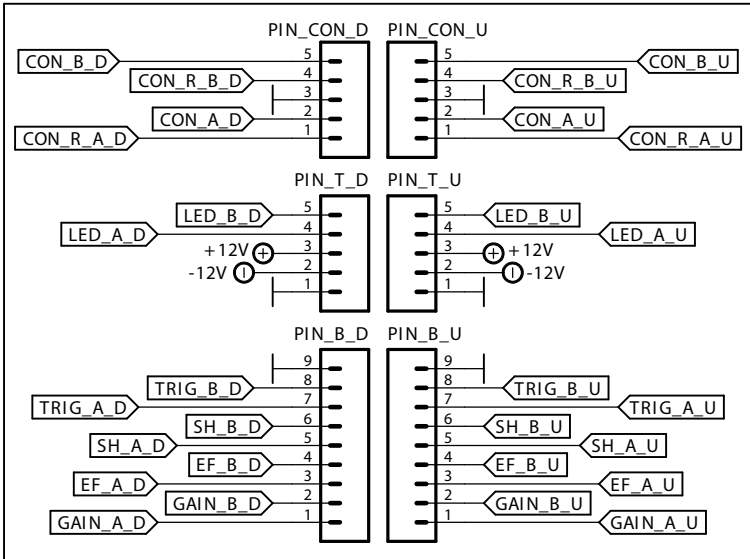 PIN_CON_D PIN_CON_U
CON_B_D 5 5 CON_B_U
CON_R_B_D 4 4 CON_R_B_U
3 3
CON_A_D 2 2 CON_A_U
CON_R_A_D 1 1 CON_R_A_U
PIN_T_D PIN_T_U
LED_B_D 5 5 LED_B_U
LED_A_D 4 4 LED_A_U
+12V 3 3 +12V
-12V 2 2 -12V
1 1
PIN_B_D PIN_B_U
9 9
TRIG_B_D 8 8 TRIG_B_U
TRIG_A_D 7 7 TRIG_A_U
SH_B_D 6 6 SH_B_U
SH_A_D 5 5 SH_A_U
EF_B_D 4 4 EF_B_U
EF_A_D 3 3 EF_A_U
GAIN_B_D 2 2 GAIN_B_U
GAIN_A_D 1 1 GAIN_A_U